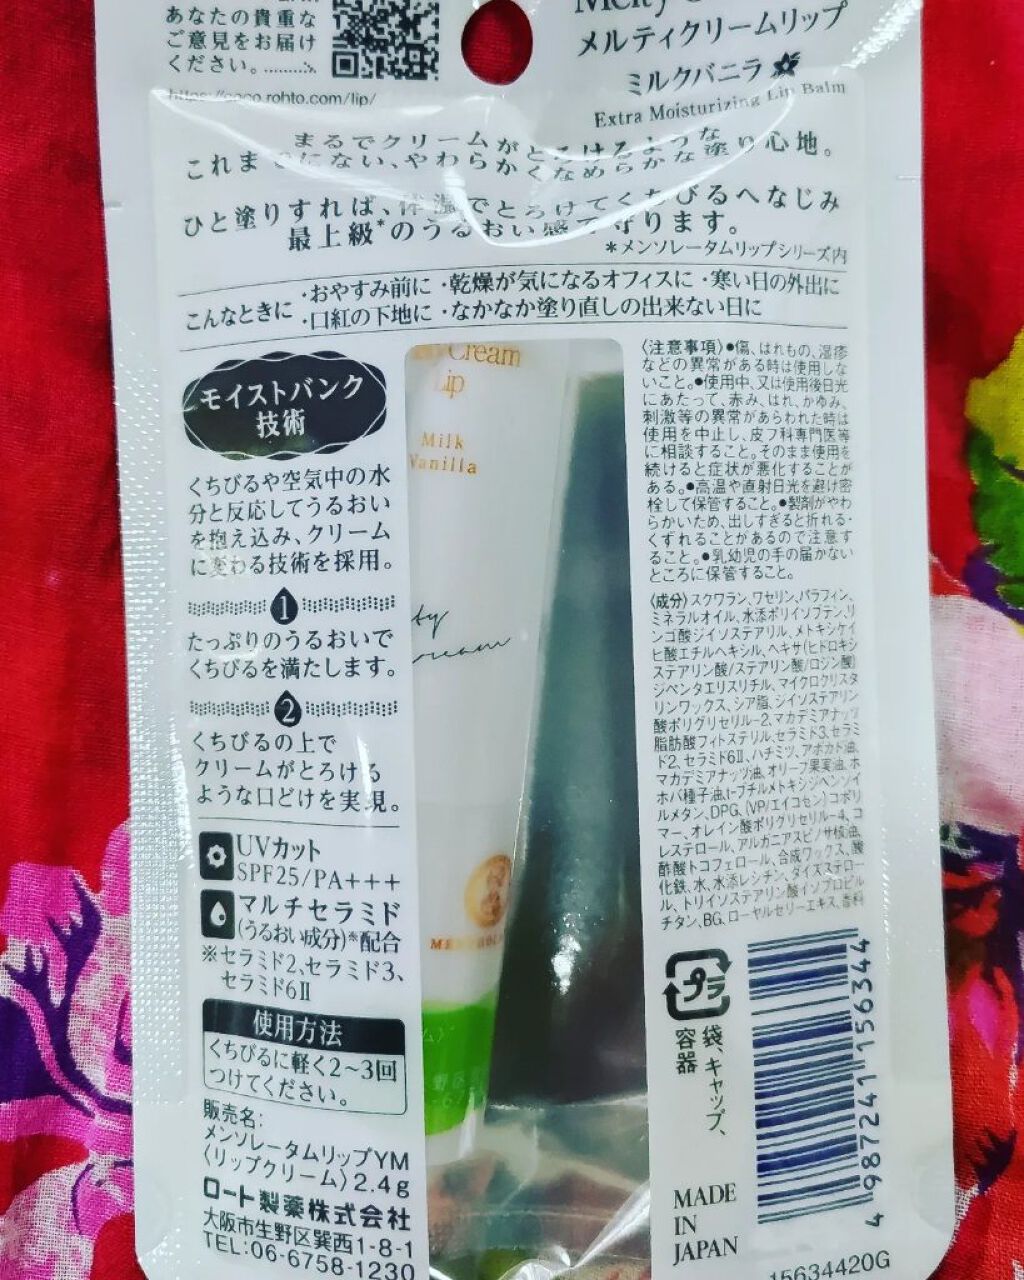 あなたの貴重な
ご意見をお届け
ください。
https://coco.rohto.com/lip/
メルティクリームリップ
ミルクバニラ
Extra Moisturizing Lip Balm
まるでクリームがとろけるような
これまでにない、やわらかくなめらかな塗り心地。
ひと塗りすれば、体温でとろけてくちびるへなじみ
最上級*のうるおい感で守ります。
*メンソレータムリップシリーズ内
こんなときに
・おやすみ前に ・乾燥が気になるオフィスに ・寒い日の外出に
・口紅の下地に ・なかなか塗り直しの出来ない日に
モイストバンク
技術
くちびるや空気中の水
分と反応してうるおい
を抱え込み、クリーム
に変わる技術を採用。
1
たっぷりのうるおいで
くちびるを満たします。
2
くちびるの上で
クリームがとろける
ような口どけを実現。
UVカット
SPF25/PA+++
マルチセラミド
(うるおい成分)※配合
※セラミド2、セラミド3、
セラミド6Ⅱ
使用方法
くちびるに軽く2~3回
つけてください。
販売名:
メンソレータムリップYM
〈リップクリーム〉2.4g
ロート製薬株式会社
大阪市生野区巽西1-8-1
TEL:06-6758-1230
Cream
Lip
Milk
Vanilla
〈注意事項〉●傷、はれもの、湿疹
などの異常がある時は使用しな
いこと。●使用中、又は使用後日光
にあたって、赤み、はれ、かゆみ、
刺激等の異常があらわれた時は
使用を中止し、皮フ科専門医等
に相談すること。そのまま使用を
続けると症状が悪化することが
ある。●高温や直射日光を避け密
栓して保管すること。●製剤がやわ
らかいため、出しすぎると折れる・
くずれることがあるので注意す
ること。●乳幼児の手の届かない
ところに保管すること。
〈成分〉スクワラン、ワセリン、パラフィン、
ミネラルオイル、水添ポリイソブテン、リ
ンゴ酸ジイソステアリル、メトキシケイ
ヒ酸エチルヘキシル、ヘキサ(ヒドロキシ
ステアリン酸/ステアリン酸/ロジン酸)
ジペンタエリスリチル、マイクロクリスタ
リンワックス、シア脂、ジイソステアリン
酸ポリグリセリル-2、マカデミアナッツ
脂肪酸フィトステリル、セラミド3、セラミ
ド2、セラミド6Ⅱ、ハチミツ、アボカド油、
マカデミアナッツ油、オリーブ果実油、ホ
ホバ種子油、t-ブチルメトキシジベンゾイ
ルメタン、DPG、(VP/エイコセン)コポリ
マー、オレイン酸ポリグリセリル-4、コ
レステロール、アルガニアスピノサ核油、
酢酸トコフェロール、合成ワックス、酸
化鉄、水、水添レシチン、ダイズステロー
ル、トリイソステアリン酸イソプロピル
チタン、BG、ローヤルゼリーエキス、香料
プラ
袋、キャップ、
容器
MADE
IN
JAPAN
4 987241 156344
15634420G